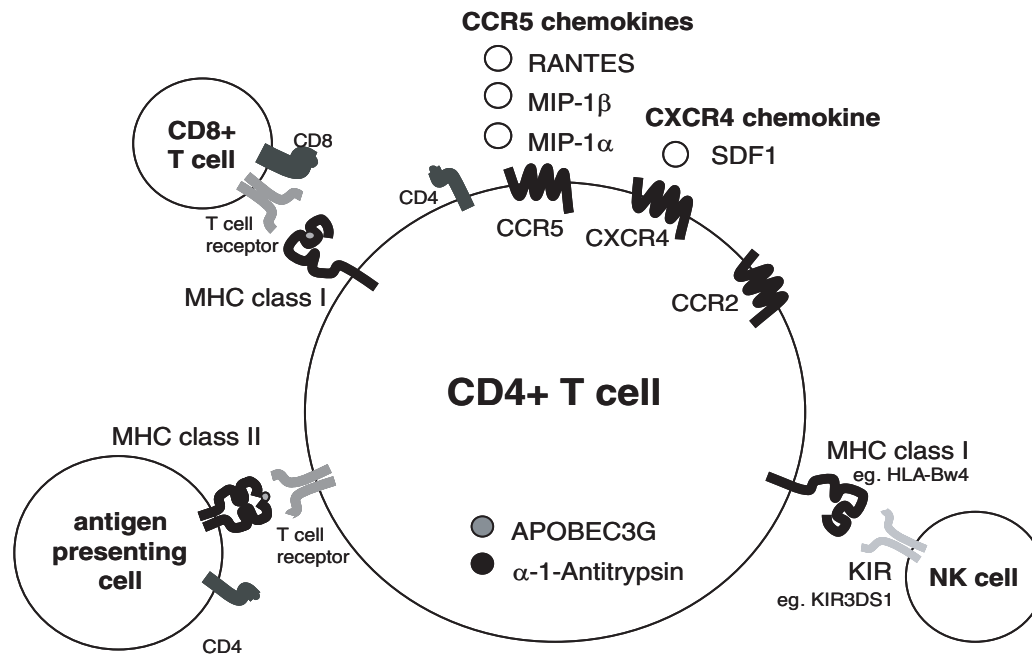 CCR5 chemokines
RANTES
MIP-1β
MIP-1α
CXCR4 chemokine
SDF1
CD8+
T cell
CD8
T cell
receptor
MHC class I
CD4
CCR5
CXCR4
CCR2
CD4+ T cell
MHC class II
antigen
presenting
cell
T cell
receptor
CD4
APOBEC3G
α-1-Antitrypsin
MHC class I
eg. HLA-Bw4
KIR
eg. KIR3DS1
NK cell